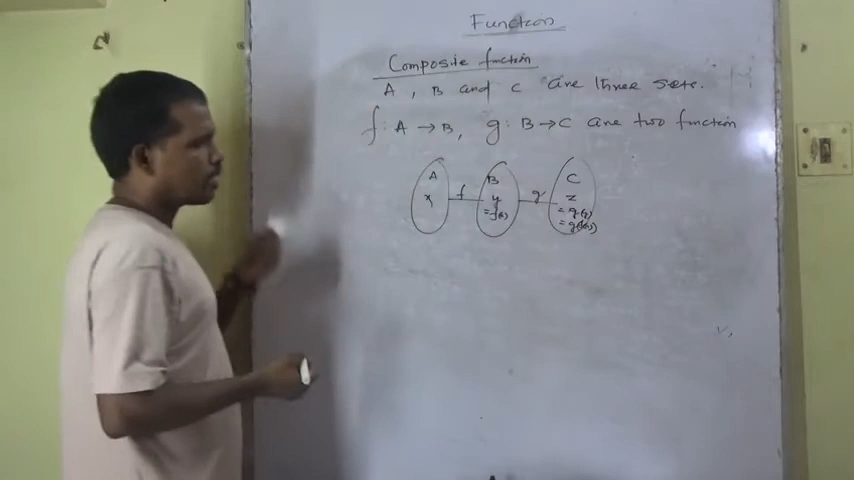 Function
Composite function
A, B and C are three sets.
f: A → B, g: B → C are two function
A f B g C
x y z
= f(x) = g(y)
= g(f(x))